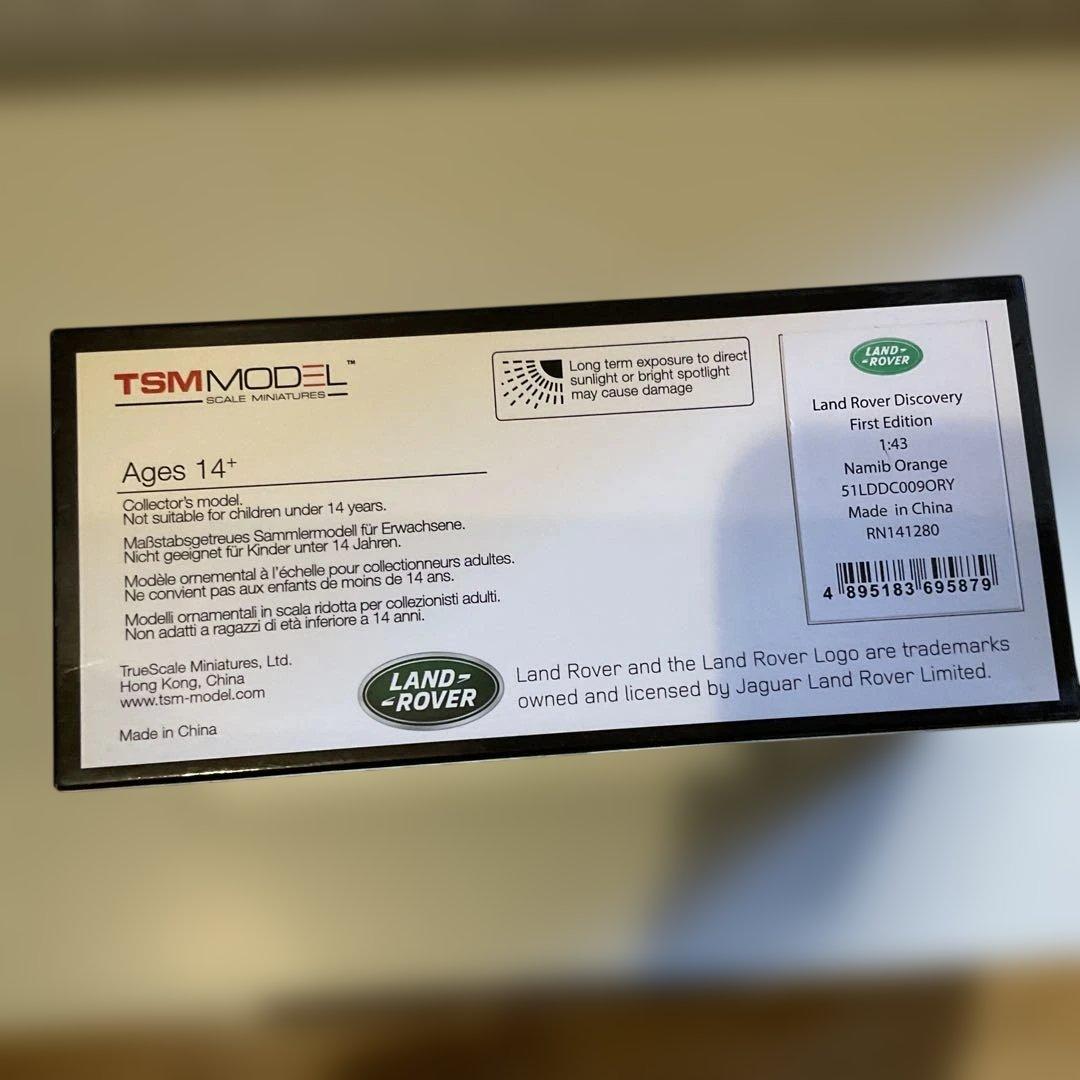 TSMMODEL™
SCALE MINIATURES
Long term exposure to direct
sunlight or bright spotlight
may cause damage
Ages 14+
Collector's model.
Not suitable for children under 14 years.
Maßstabsgetreues Sammlermodell für Erwachsene.
Nicht geeignet für Kinder unter 14 Jahren.
Modèle ornemental à l'échelle pour collectionneurs adultes.
Ne convient pas aux enfants de moins de 14 ans.
Modelli ornamentali in scala ridotta per collezionisti adulti.
Non adatti a ragazzi di età inferiore a 14 anni.
TrueScale Miniatures, Ltd.
Hong Kong, China
www.tsm-model.com
Made in China
LAND-
-ROVER
Land Rover and the Land Rover Logo are trademarks
owned and licensed by Jaguar Land Rover Limited.
LAND-
-ROVER
Land Rover Discovery
First Edition
1:43
Namib Orange
51LDDC009ORY
Made in China
RN141280
4 895183 695879